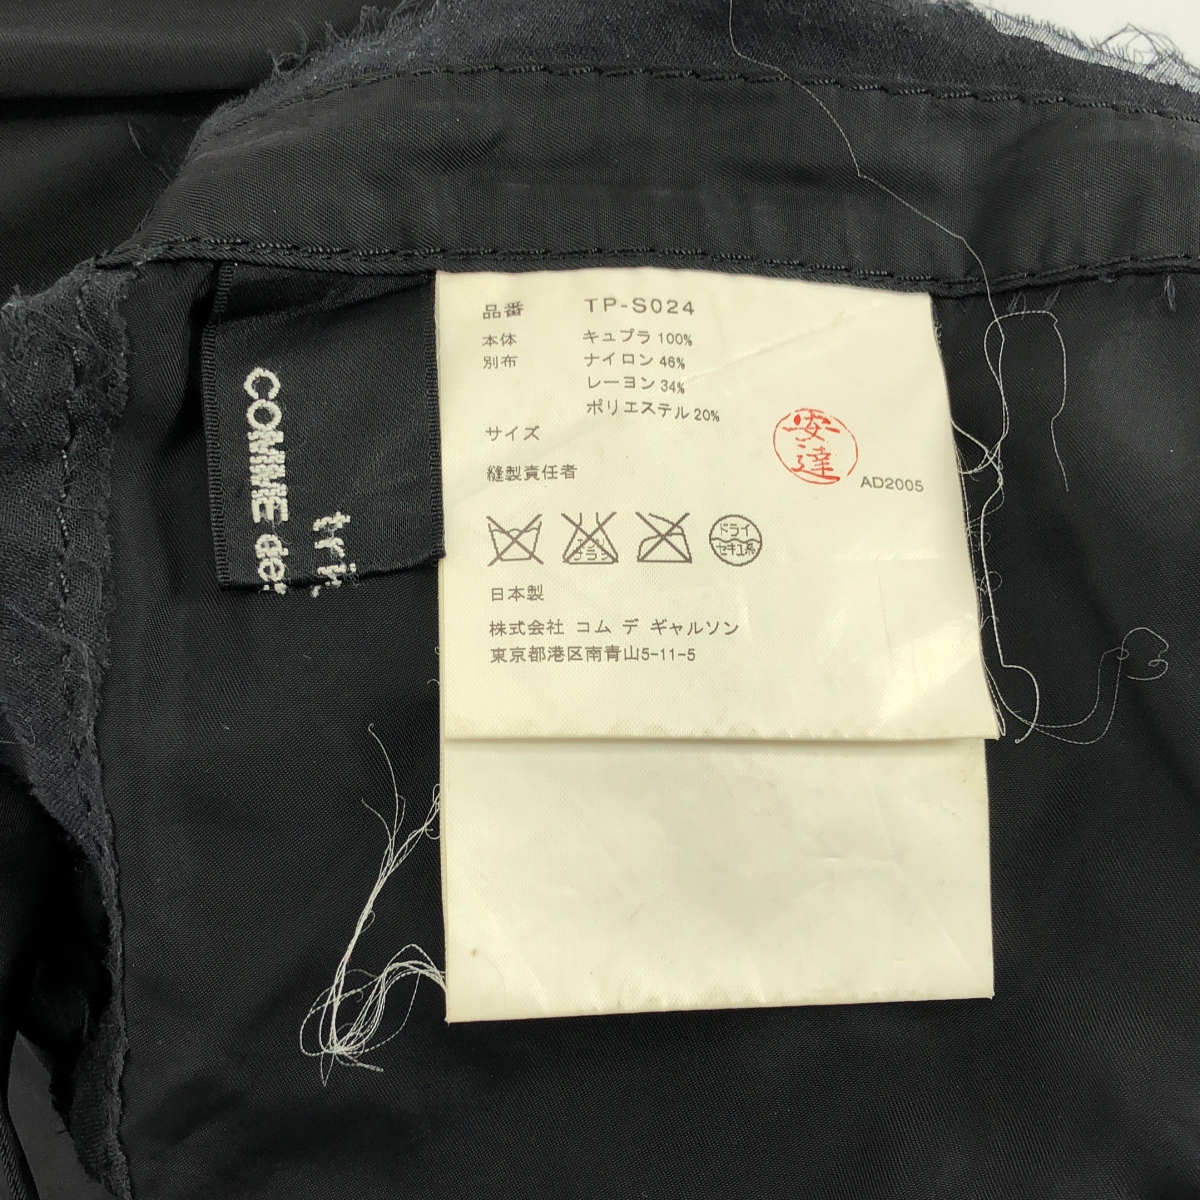 品番 TP-S024
本体 キュプラ 100%
別布 ナイロン 46%
レーヨン 34%
ポリエステル 20%
サイズ
縫製責任者
安達
AD2005
ドライ
セキユ系
日本製
株式会社 コム デ ギャルソン
東京都港区南青山5-11-5
COMME des